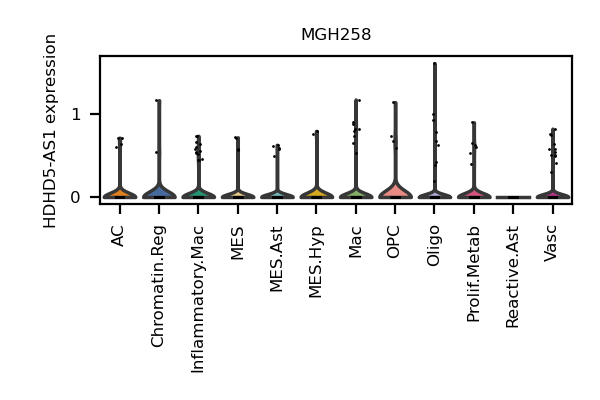 MGH258
HDHD5-AS1 expression
1
0
AC
Chromatin.Reg
Inflammatory.Mac
MES
MES.Ast
MES.Hyp
Mac
OPC
Oligo
Prolif.Metab
Reactive.Ast
Vasc